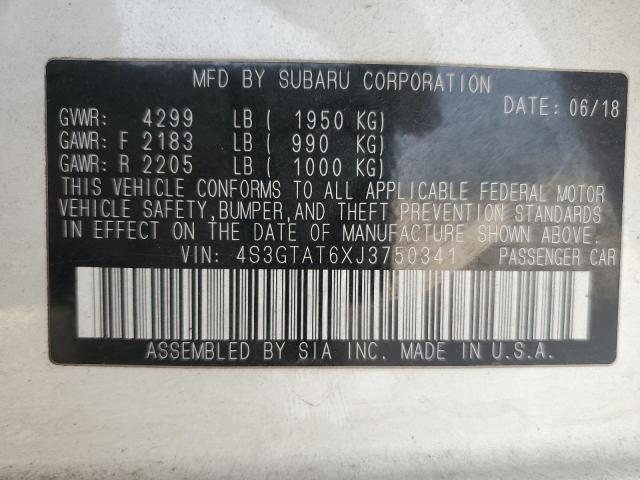 MFD BY SUBARU CORPORATION
DATE: 06/18
GVWR: 4299 LB ( 1950 KG)
GAWR: F 2183 LB ( 990 KG)
GAWR: R 2205 LB ( 1000 KG)
THIS VEHICLE CONFORMS TO ALL APPLICABLE FEDERAL MOTOR
VEHICLE SAFETY,BUMPER,AND THEFT PREVENTION STANDARDS
IN EFFECT ON THE DATE OF MANUFACTURE SHOWN ABOVE.
VIN: 4S3GTAT6XJ3750341 PASSENGER CAR
ASSEMBLED BY SIA INC. MADE IN U.S.A.